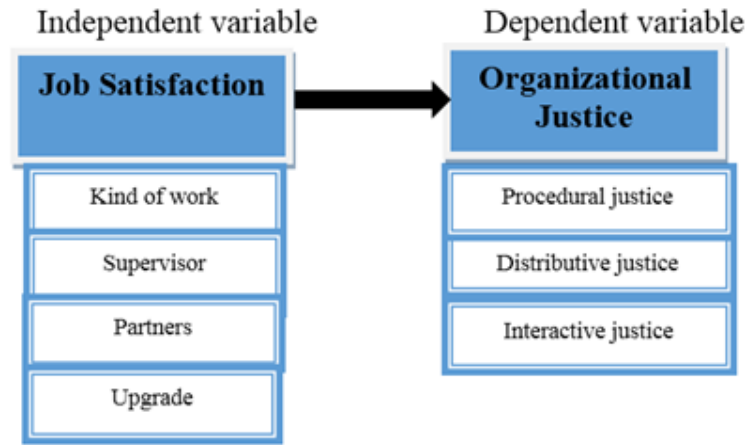 Independent variable
Job Satisfaction
Kind of work
Supervisor
Partners
Upgrade
Dependent variable
Organizational
Justice
Procedural justice
Distributive justice
Interactive justice